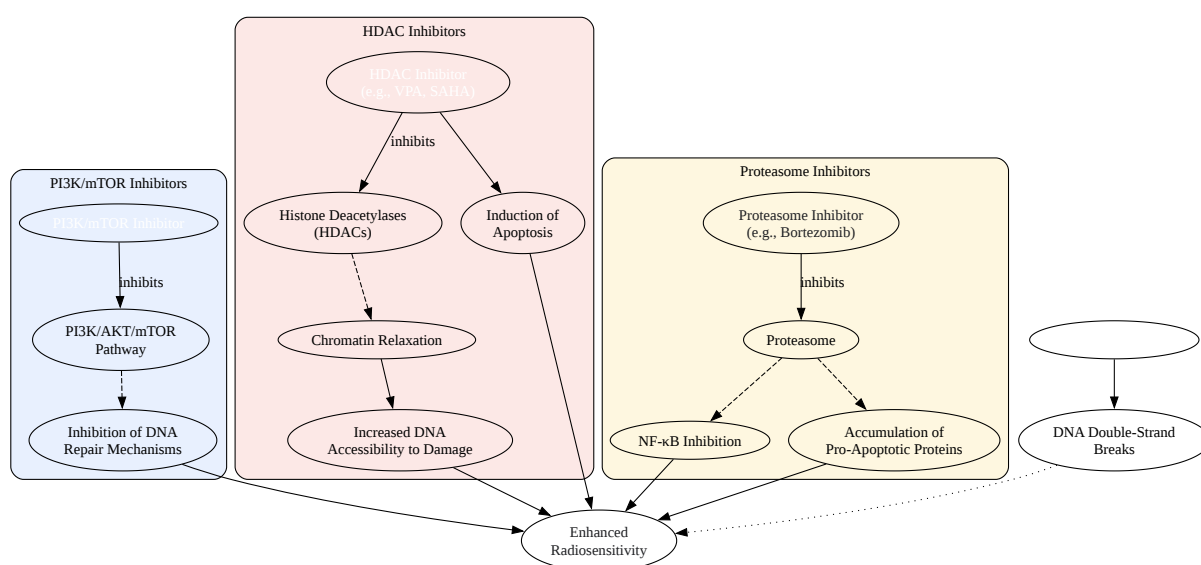 HDAC Inhibitors
HDAC Inhibitor
(e.g., VPA, SAHA)
inhibits
PI3K/mTOR Inhibitors
PI3K/mTOR Inhibitor
Histone Deacetylases
(HDACs)
Induction of
Apoptosis
Proteasome Inhibitors
Proteasome Inhibitor
(e.g., Bortezomib)
inhibits
inhibits
PI3K/AKT/mTOR
Pathway
Chromatin Relaxation
Proteasome
Inhibition of DNA
Repair Mechanisms
Increased DNA
Accessibility to Damage
NF-κB Inhibition
Accumulation of
Pro-Apoptotic Proteins
DNA Double-Strand
Breaks
Enhanced
Radiosensitivity